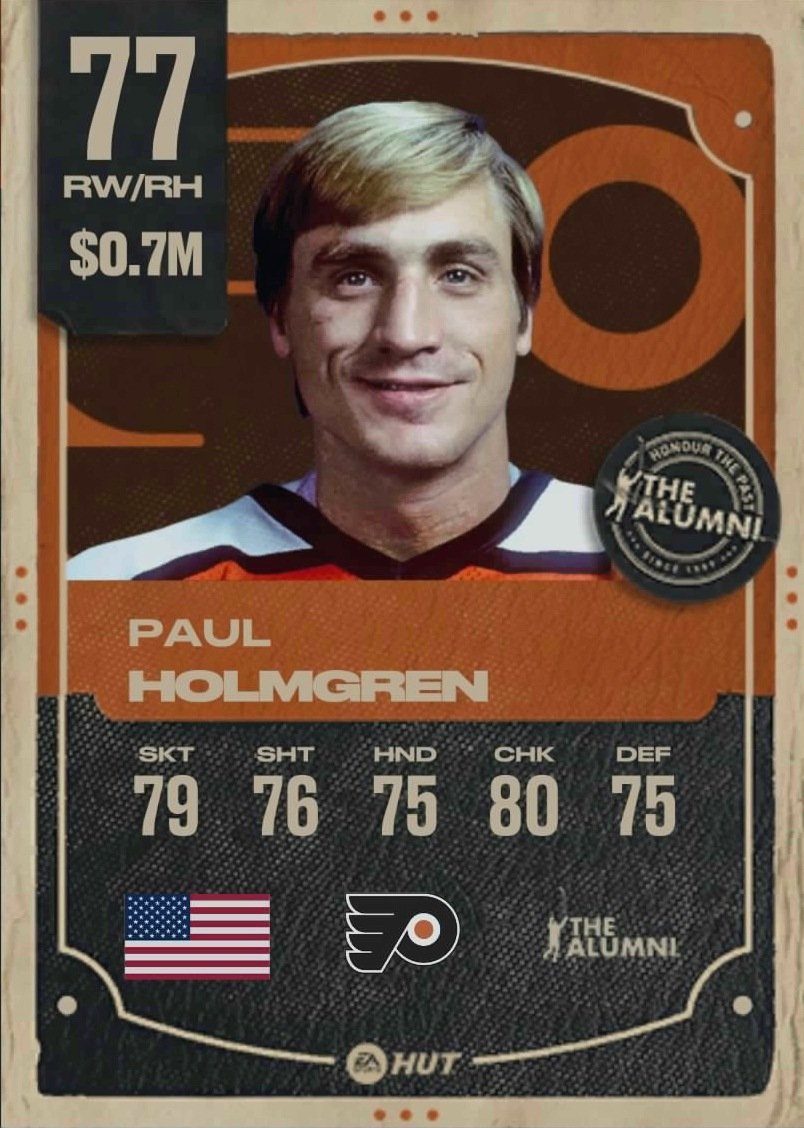 77
RW/RH
$0.7M
HONOUR THE PAST
THE
ALUMNI
PAUL
HOLMGREN
SKT SHT HND CHK DEF
79 76 75 80 75
THE
ALUMNI
EA
HUT